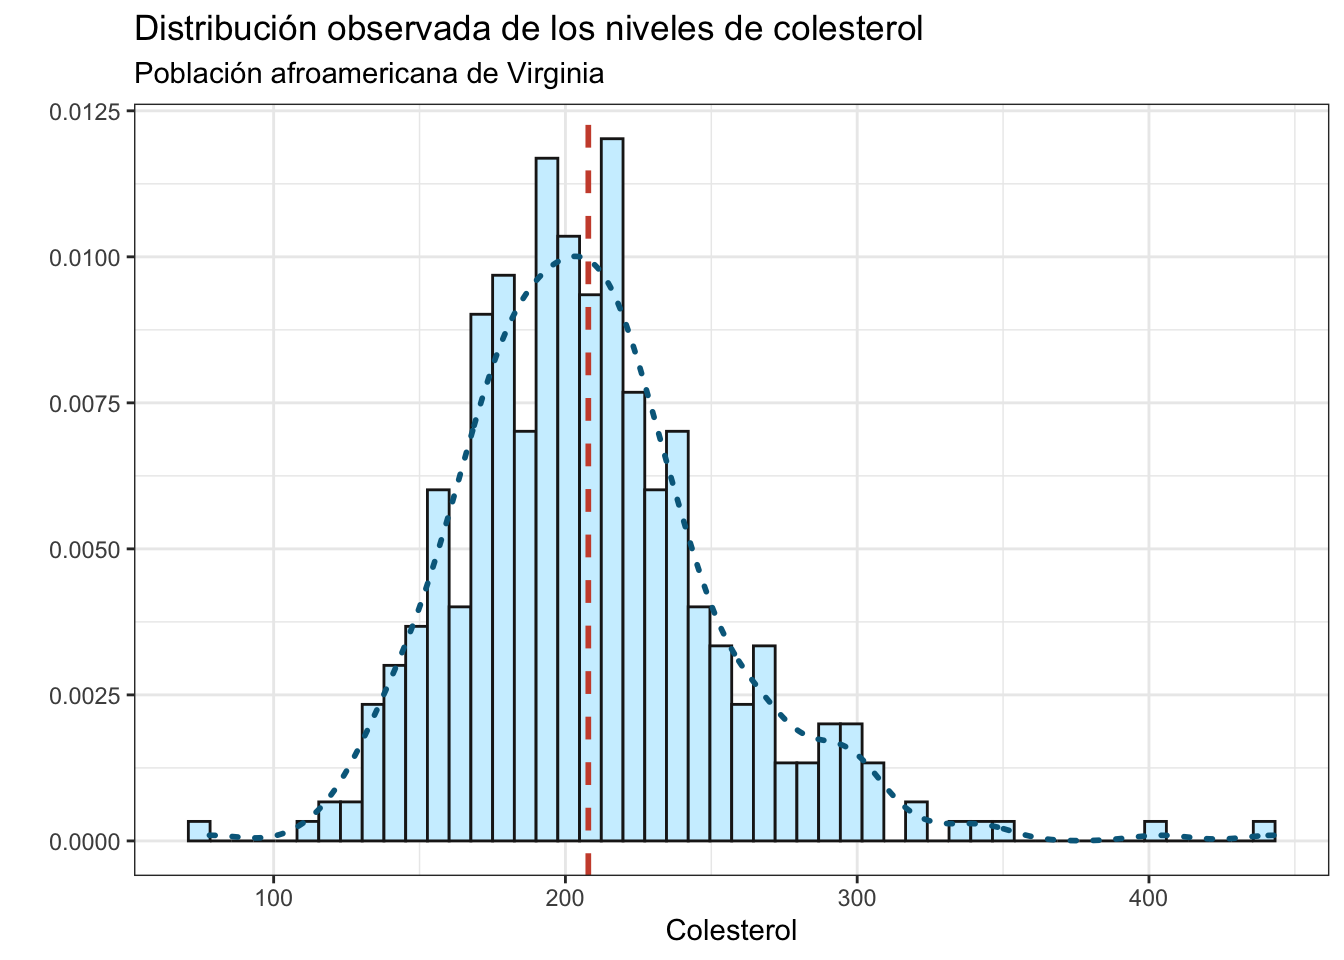 Distribución observada de los niveles de colesterol
Población afroamericana de Virginia
0.0125
0.0100
0.0075
0.0050
0.0025
0.0000
100 200 300 400
Colesterol